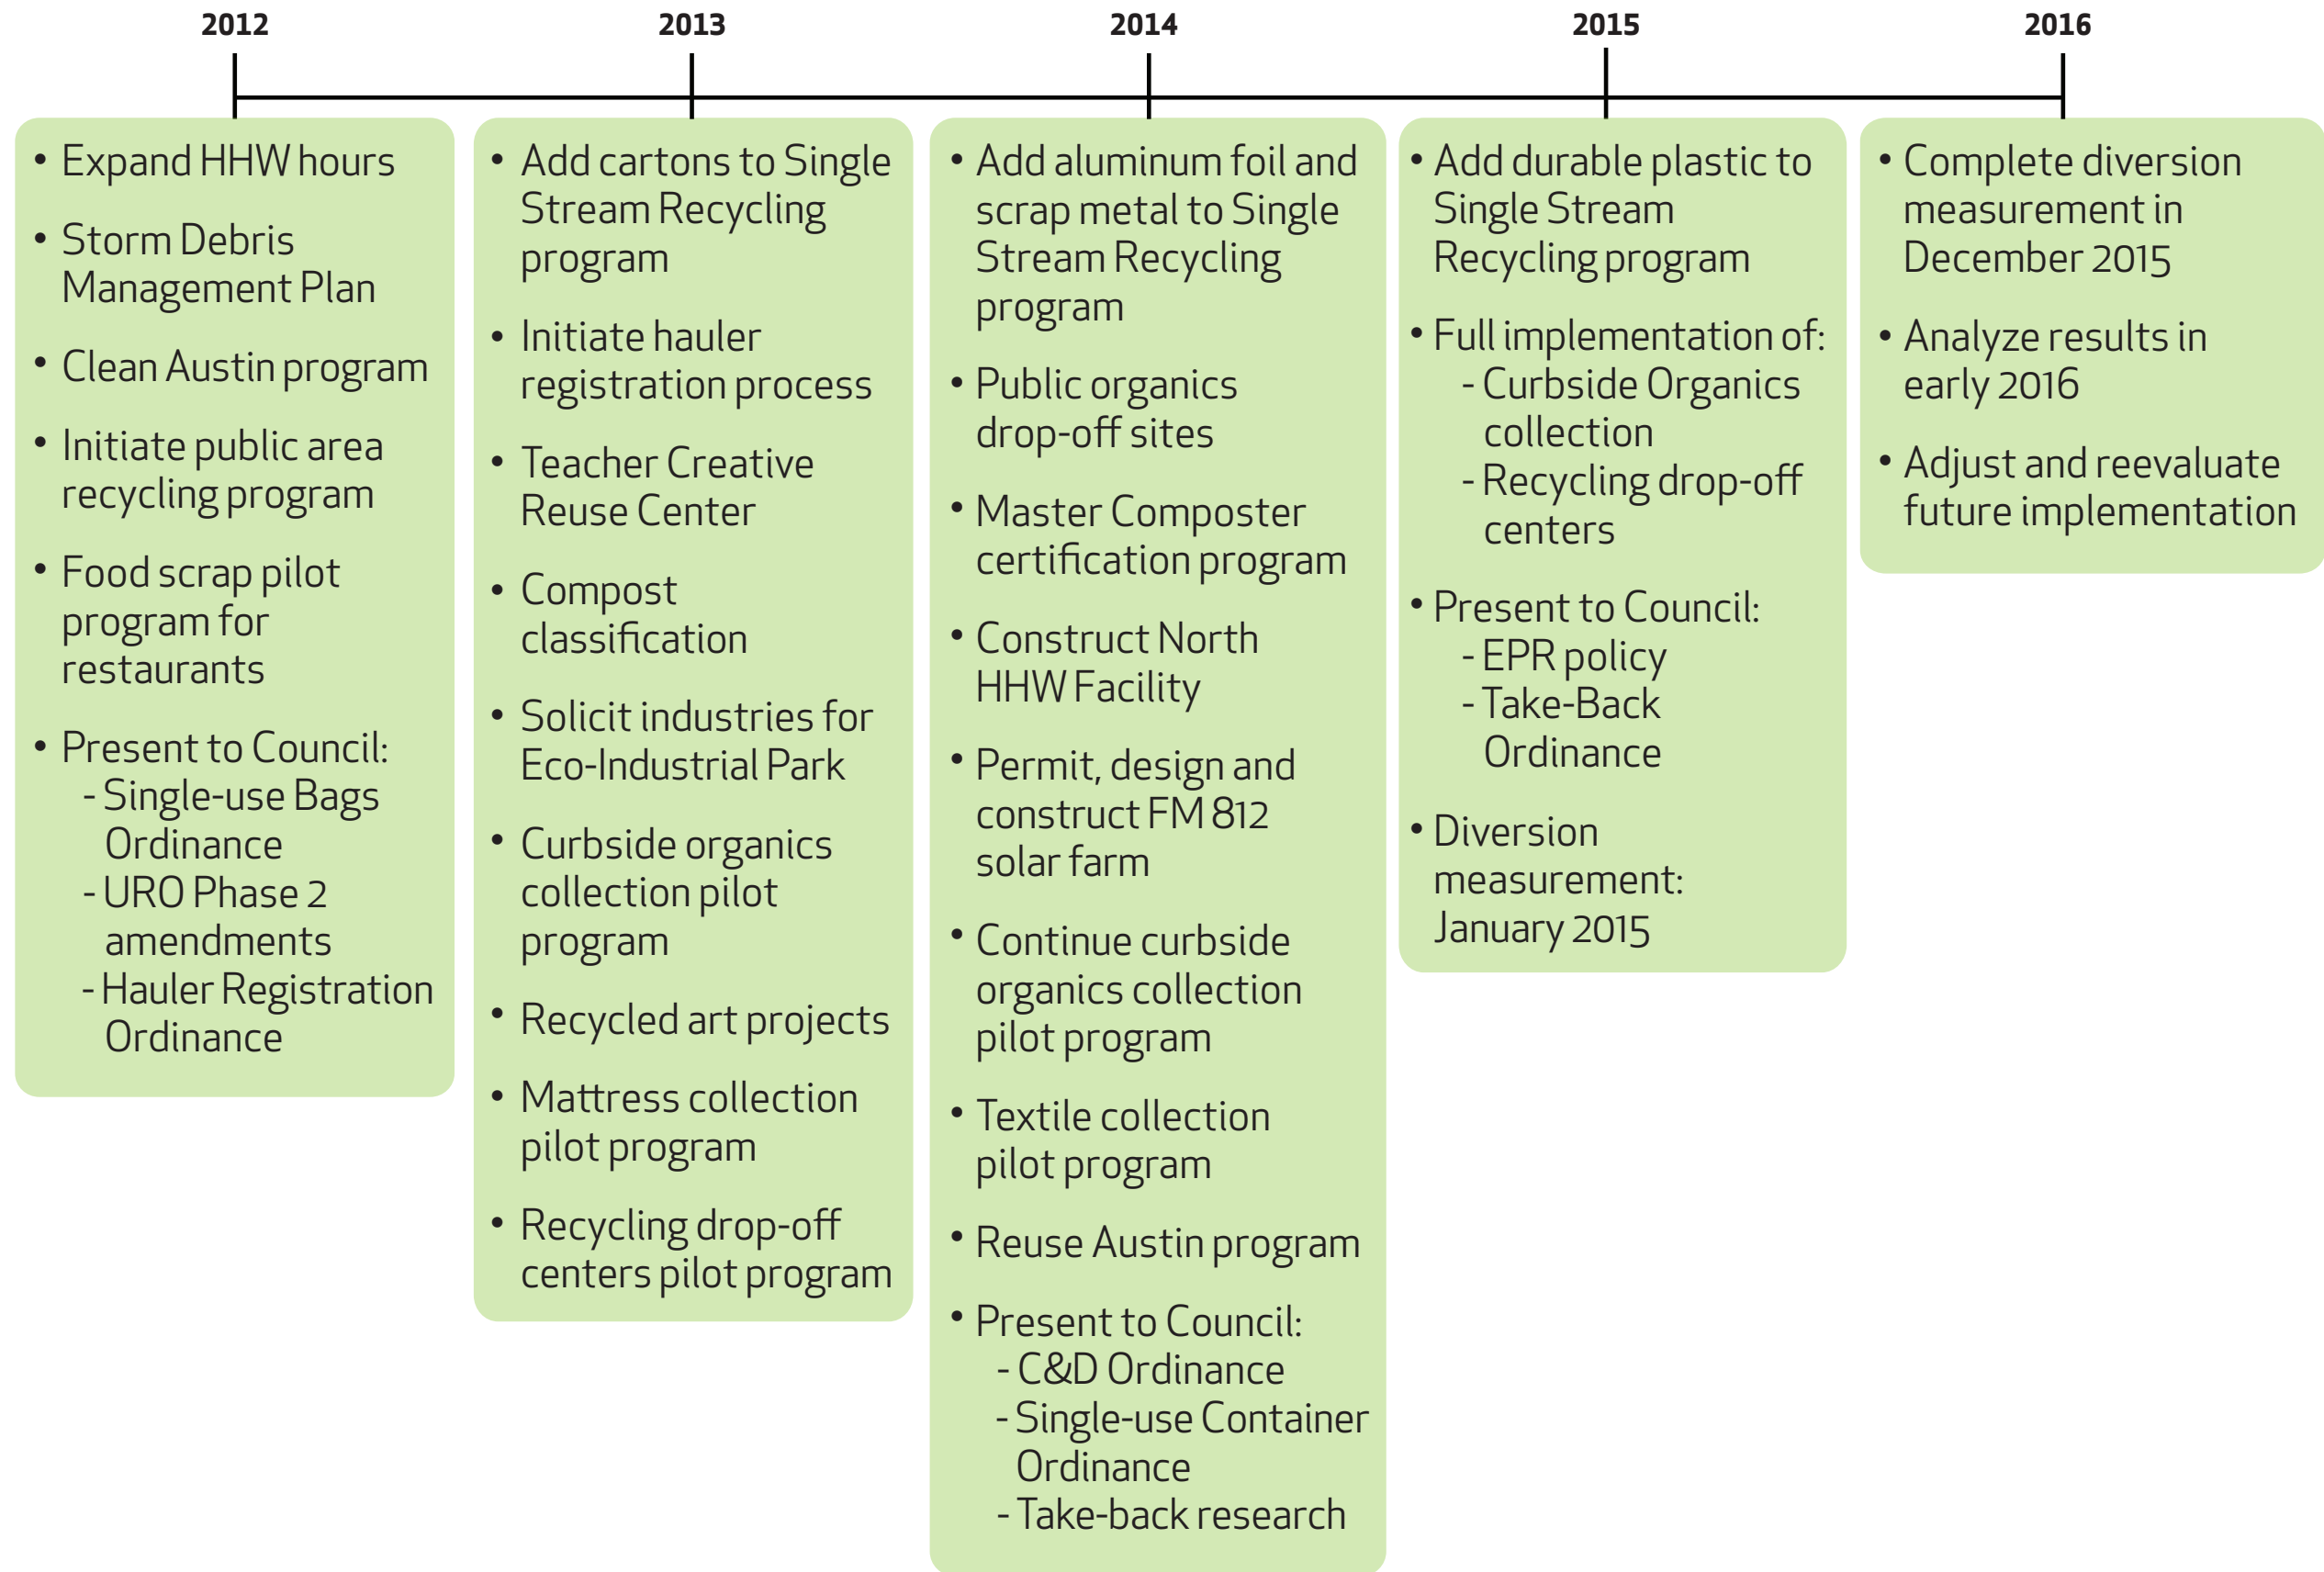 2012
2013
2014
2015
2016
• Expand HHW hours
• Storm Debris
Management Plan
• Clean Austin program
• Initiate public area
recycling program
• Food scrap pilot
program for
restaurants
• Present to Council:
- Single-use Bags
Ordinance
- URO Phase 2
amendments
- Hauler Registration
Ordinance
• Add cartons to Single
Stream Recycling
program
• Initiate hauler
registration process
• Teacher Creative
Reuse Center
• Compost
classification
• Solicit industries for
Eco-Industrial Park
• Curbside organics
collection pilot
program
• Recycled art projects
• Mattress collection
pilot program
• Recycling drop-off
centers pilot program
• Add aluminum foil and
scrap metal to Single
Stream Recycling
program
• Public organics
drop-off sites
• Master Composter
certification program
• Construct North
HHW Facility
• Permit, design and
construct FM 812
solar farm
• Continue curbside
organics collection
pilot program
• Textile collection
pilot program
• Reuse Austin program
• Present to Council:
- C&D Ordinance
- Single-use Container
Ordinance
- Take-back research
• Add durable plastic to
Single Stream
Recycling program
• Full implementation of:
- Curbside Organics
collection
- Recycling drop-off
centers
• Present to Council:
- EPR policy
- Take-Back
Ordinance
• Diversion
measurement:
January 2015
• Complete diversion
measurement in
December 2015
• Analyze results in
early 2016
• Adjust and reevaluate
future implementation